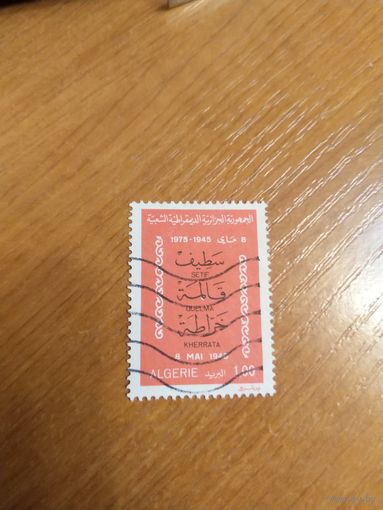 الجمهورية الجزائرية الديمقراطية الشعبية
1975-1945 ماي 8
سطيف
SETIF
قالمة
GUELMA
خراطة
KHERRATA
8 MAI 1945
ALGERIE البريد 1.00